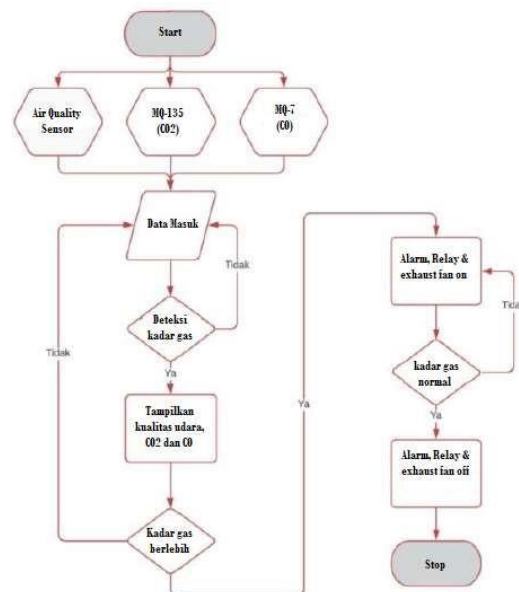 Start
Air Quality
Sensor
MQ-135
(CO2)
MQ-7
(CO)
Data Masuk
Tidak
Deteksi
kadar gas
Ya
Tidak
Tampilkan
kualitas udara,
CO2 dan CO
Kadar gas
berlebih
Ya
Alarm, Relay &
exhaust fan on
Tidak
kadar gas
normal
Ya
Alarm, Relay &
exhaust fan off
Stop